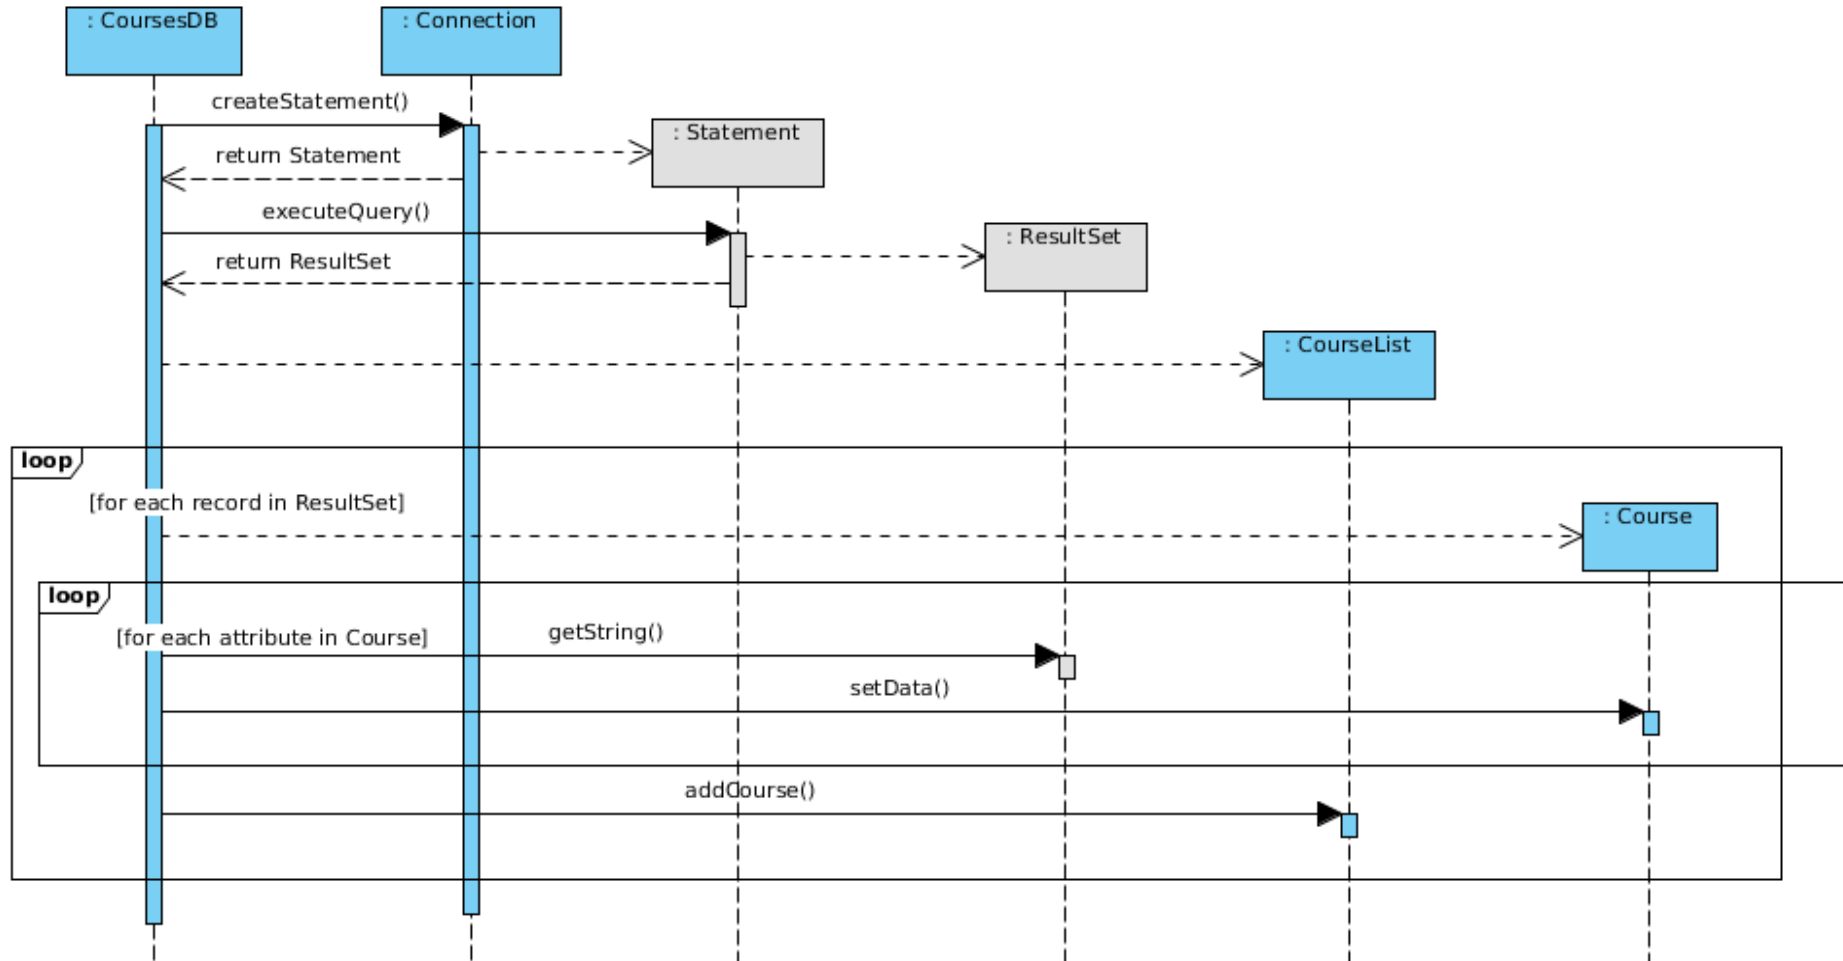 : CoursesDB
: Connection
createStatement()
: Statement
return Statement
executeQuery()
: ResultSet
return ResultSet
: CourseList
loop
[for each record in ResultSet]
: Course
loop
[for each attribute in Course]
getString()
setData()
addCourse()